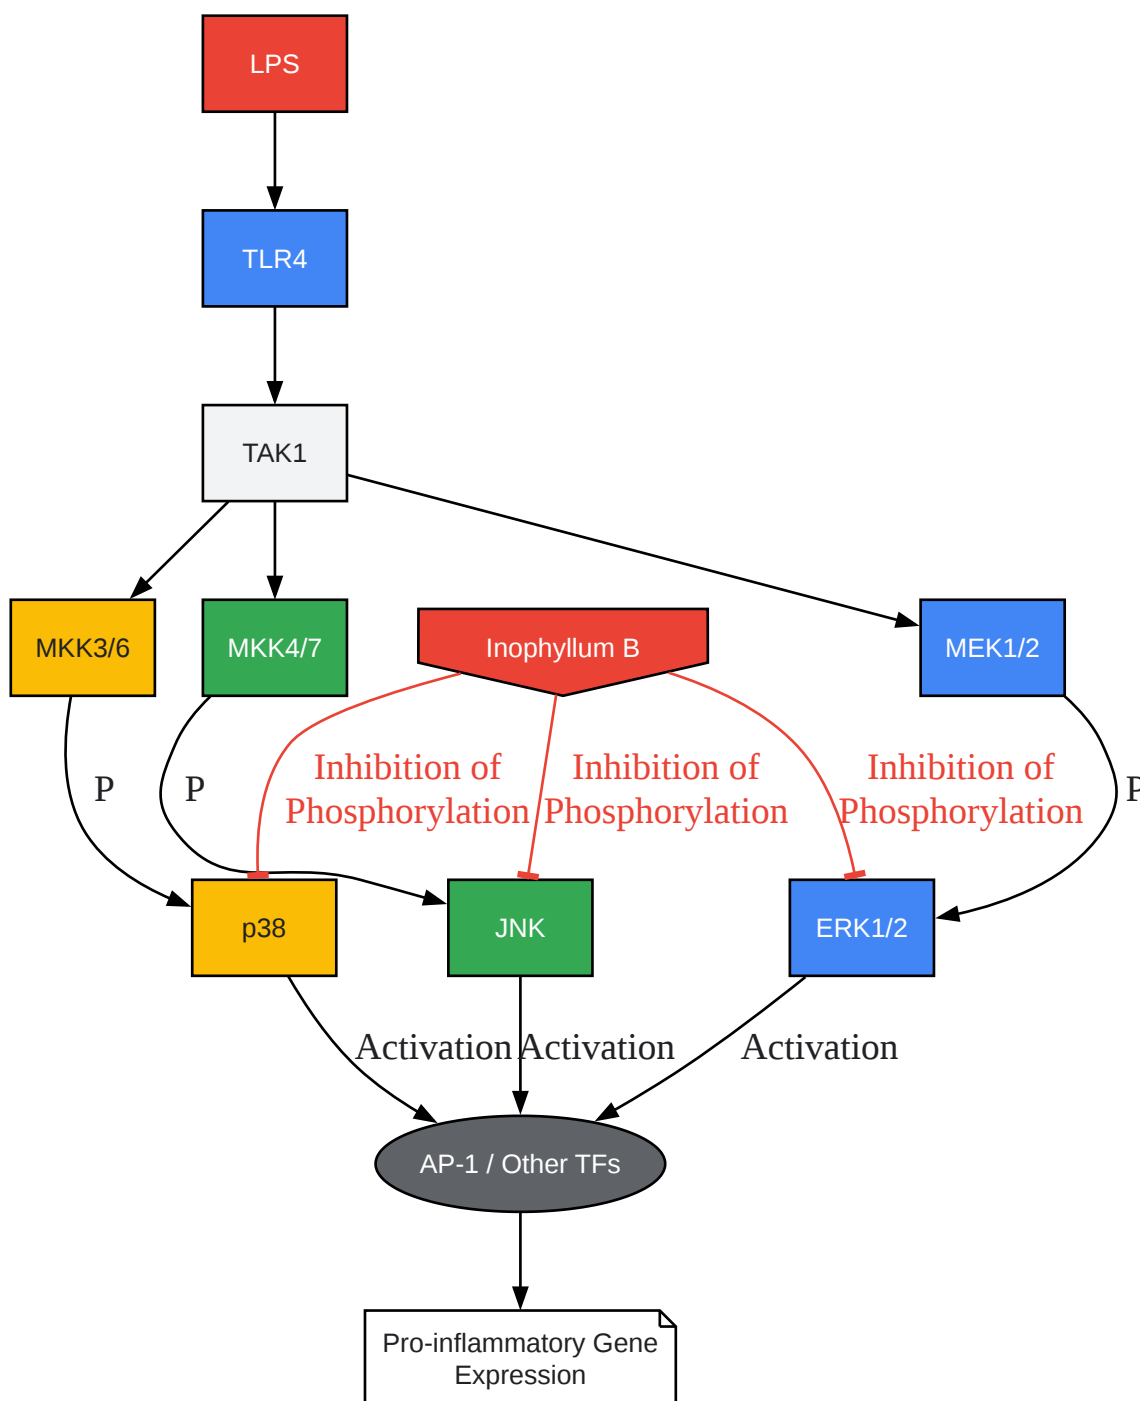 LPS
TLR4
TAK1
MKK3/6
MKK4/7
Inophyllum B
MEK1/2
P
P
Inhibition of
Phosphorylation
Inhibition of
Phosphorylation
Inhibition of
Phosphorylation
P
p38
JNK
ERK1/2
Activation
Activation
Activation
AP-1 / Other TFs
Pro-inflammatory Gene
Expression